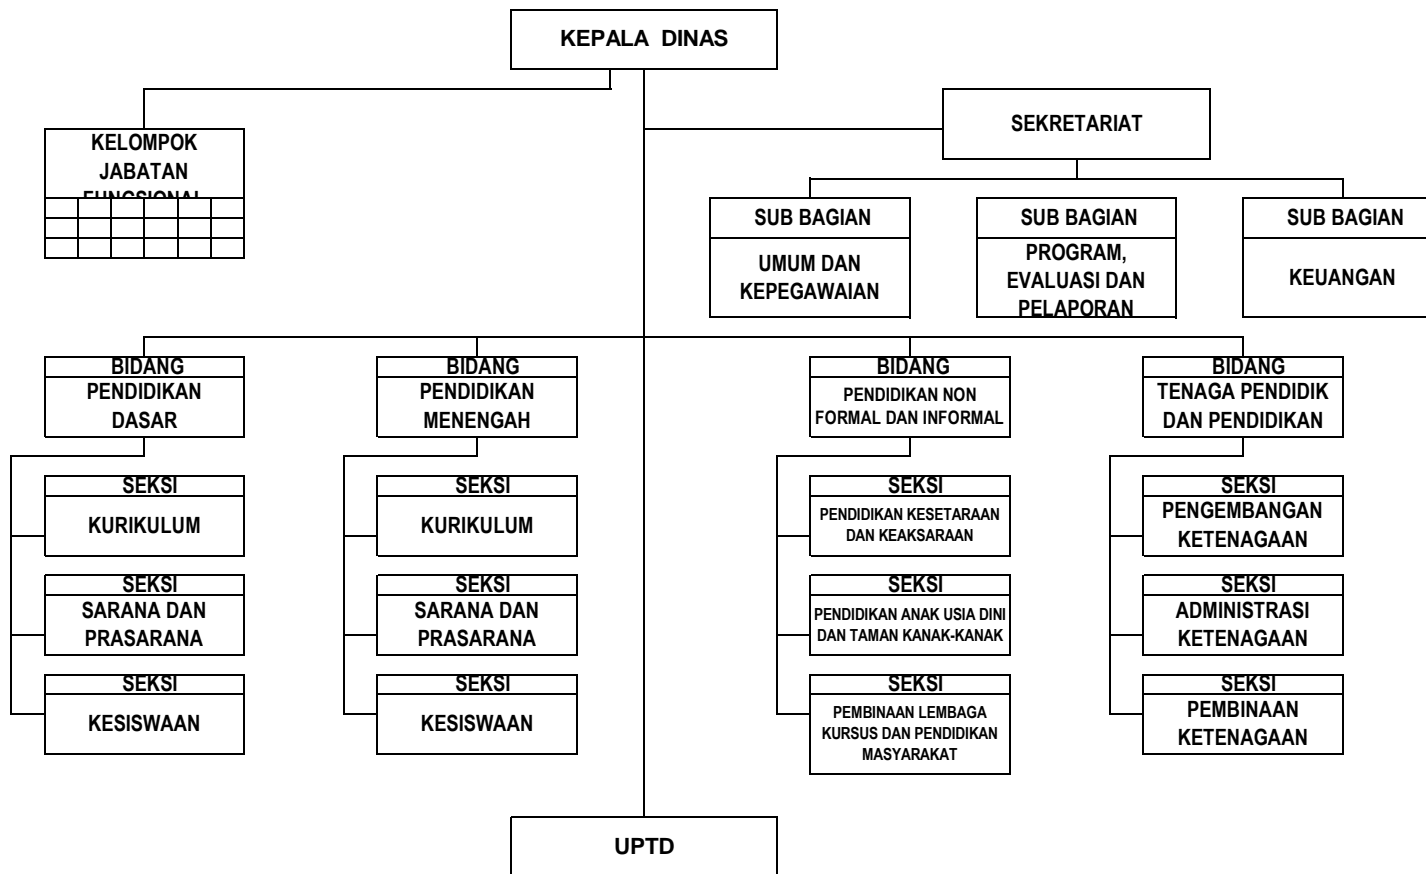 KEPALA DINAS
SEKRETARIAT
KELOMPOK
JABATAN
FUNGSIONAL
SUB BAGIAN
UMUM DAN
KEPEGAWAIAN
SUB BAGIAN
PROGRAM,
EVALUASI DAN
PELAPORAN
SUB BAGIAN
KEUANGAN
BIDANG
PENDIDIKAN
DASAR
BIDANG
PENDIDIKAN
MENENGAH
BIDANG
PENDIDIKAN NON
FORMAL DAN INFORMAL
BIDANG
TENAGA PENDIDIK
DAN PENDIDIKAN
SEKSI
KURIKULUM
SEKSI
KURIKULUM
SEKSI
PENDIDIKAN KESETARAAN
DAN KEAKSARAAN
SEKSI
PENGEMBANGAN
KETENAGAAN
SEKSI
SARANA DAN
PRASARANA
SEKSI
SARANA DAN
PRASARANA
SEKSI
PENDIDIKAN ANAK USIA DINI
DAN TAMAN KANAK-KANAK
SEKSI
ADMINISTRASI
KETENAGAAN
SEKSI
KESISWAAN
SEKSI
KESISWAAN
SEKSI
PEMBINAAN LEMBAGA
KURSUS DAN PENDIDIKAN
MASYARAKAT
SEKSI
PEMBINAAN
KETENAGAAN
UPTD